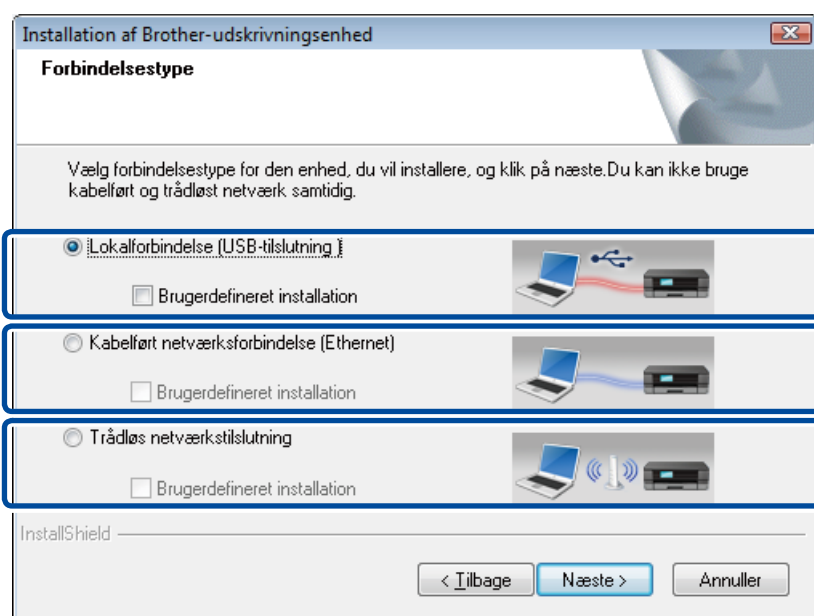 Installation af Brother-udskrivningsenhed
Forbindelsestype
Vælg forbindelsestype for den enhed, du vil installere, og klik på næste.Du kan ikke bruge
kabelført og trådløst netværk samtidig.
Lokalforbindelse (USB-tilslutning )
Brugerdefineret installation
Kabelført netværksforbindelse (Ethernet)
Brugerdefineret installation
Trådløs netværkstilslutning
Brugerdefineret installation
InstallShield
< Tilbage Næste > Annuller